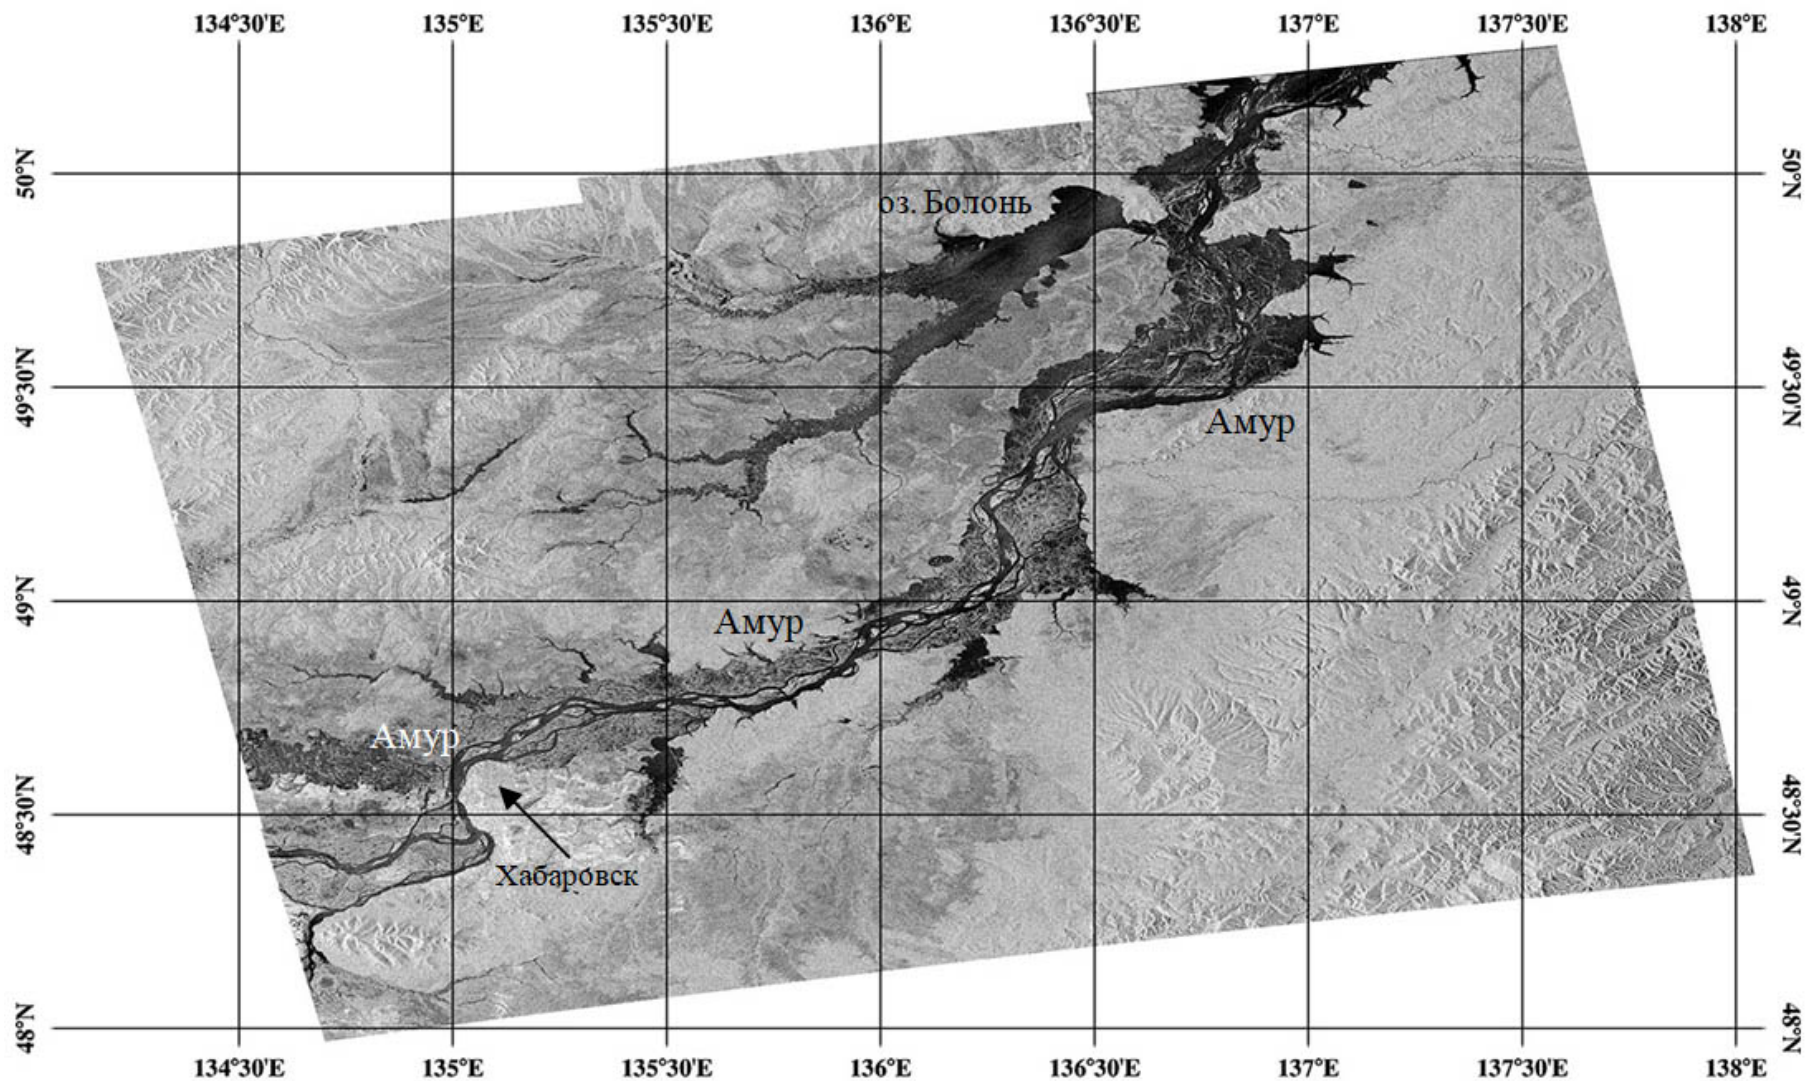 134°30'E 135°E 135°30'E 136°E 136°30'E 137°E 137°30'E 138°E
50°N 50°N
оз. Болонь
49°30'N 49°30'N
Амур
49°N 49°N
Амур
Амур
48°30'N 48°30'N
Хабаровск
48°N 48°N
134°30'E 135°E 135°30'E 136°E 136°30'E 137°E 137°30'E 138°E